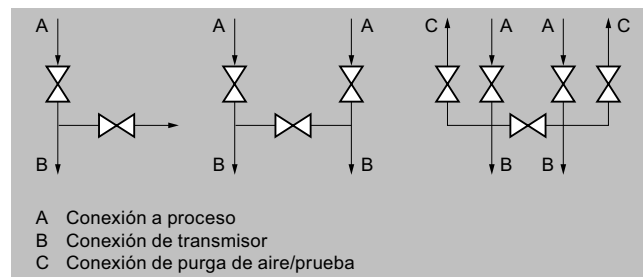 A A A C A A C
B B B B B
A Conexión a proceso
B Conexión de transmisor
C Conexión de purga de aire/prueba